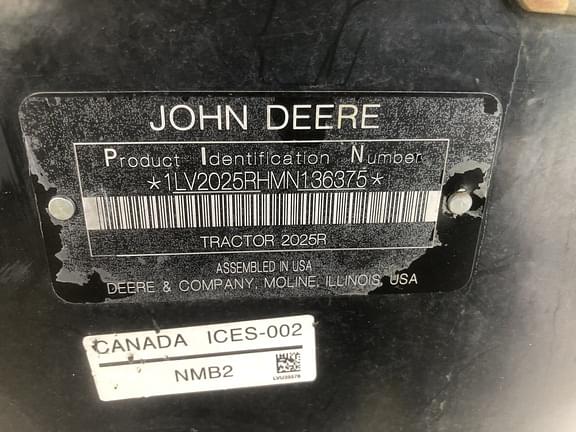 JOHN DEERE
Product Identification Number
*1LV2025RHMN136375*
TRACTOR 2025R
ASSEMBLED IN USA
DEERE & COMPANY, MOLINE, ILLINOIS, USA
CANADA ICES-002
NMB2